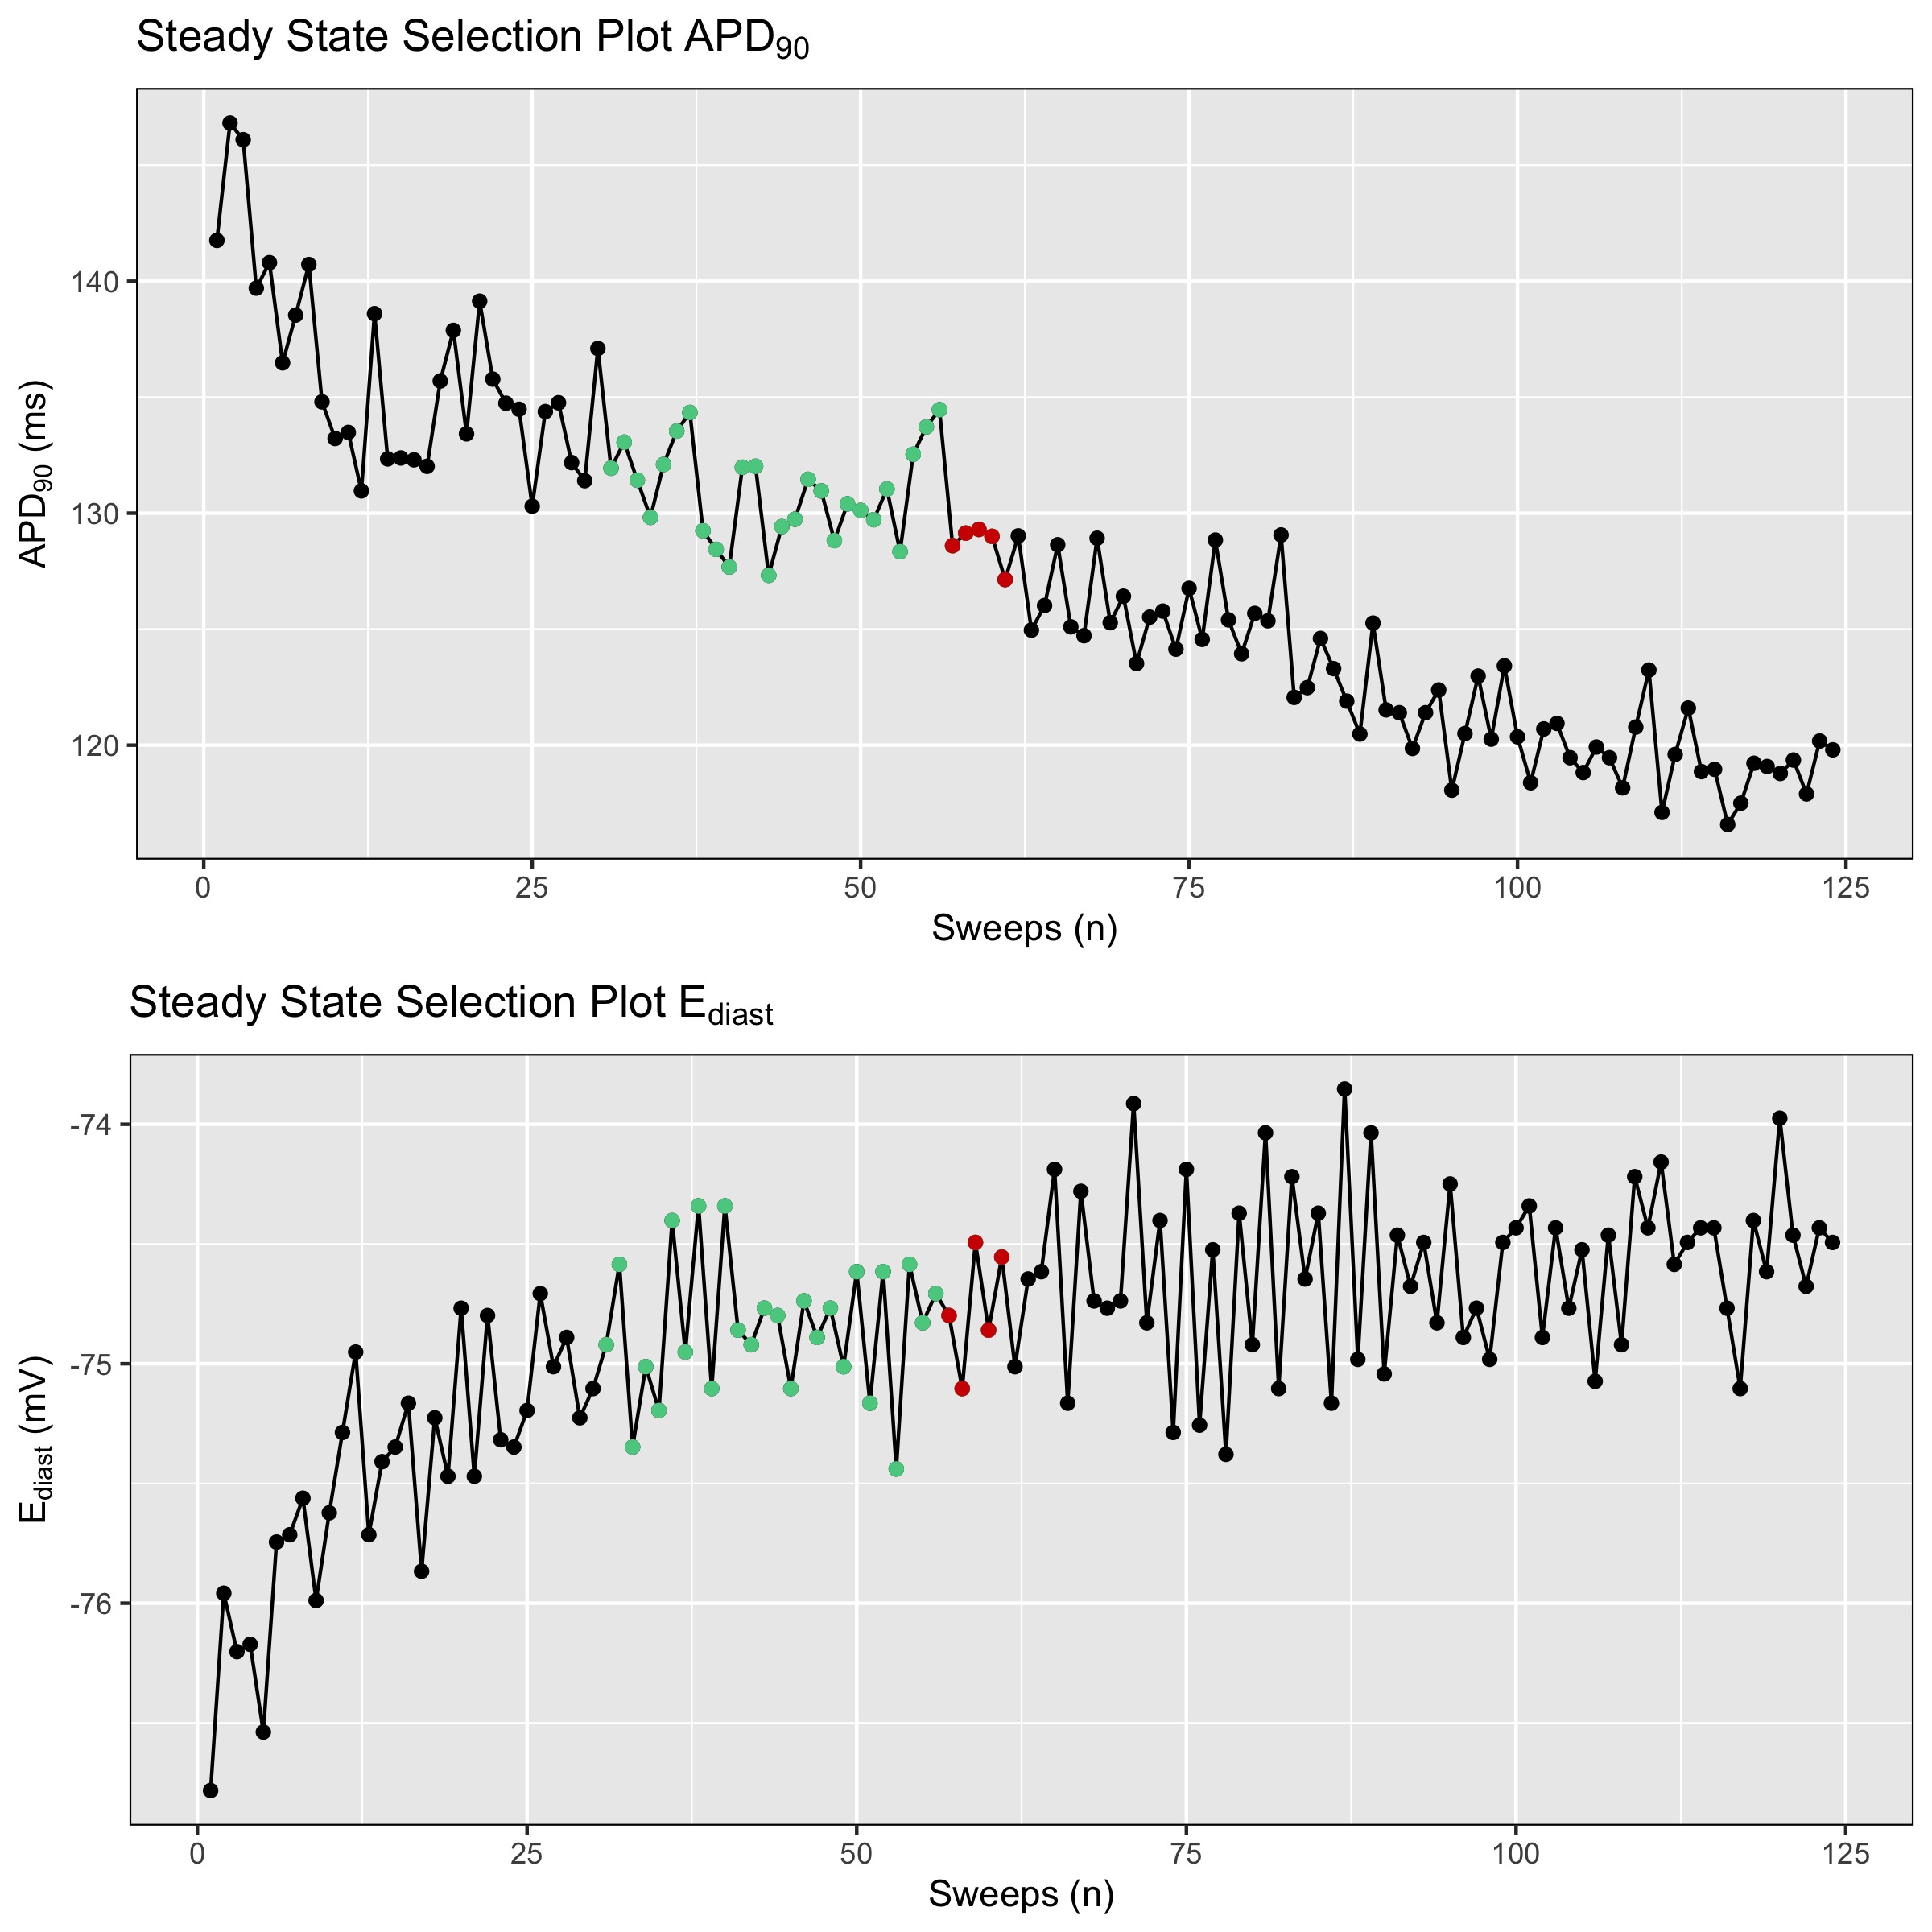 Steady State Selection Plot APD90
140
130
120
APD90 (ms)
0 25 50 75 100 125
Sweeps (n)
Steady State Selection Plot Ediast
-74
-75
-76
Ediast (mV)
0 25 50 75 100 125
Sweeps (n)